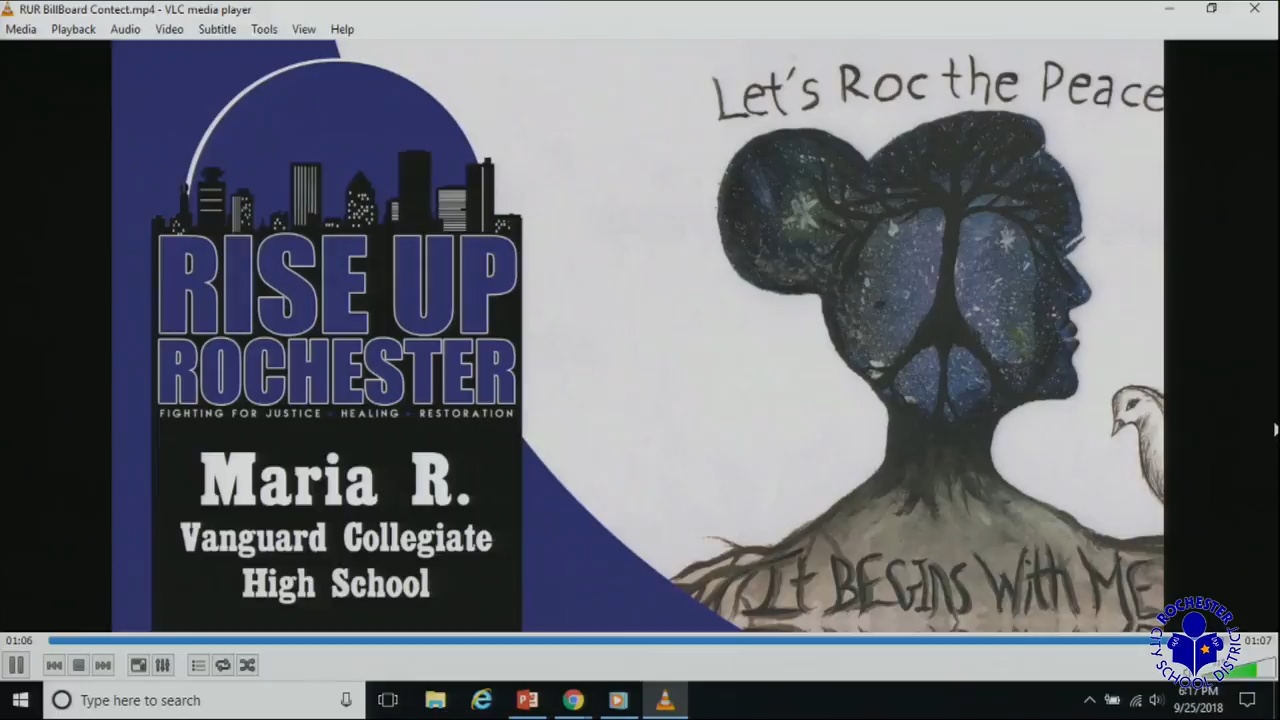 RUR BillBoard Contect.mp4 - VLC media player
Media Playback Audio Video Subtitle Tools View Help
Let's Roc the Peace
RISE UP
ROCHESTER
FIGHTING FOR JUSTICE - HEALING - RESTORATION
Maria R.
Vanguard Collegiate
High School
It BEGINS With ME
01:06
01:07
ROCHESTER
CITY SCHOOL DISTRICT
Type here to search
6:17 PM
9/25/2018